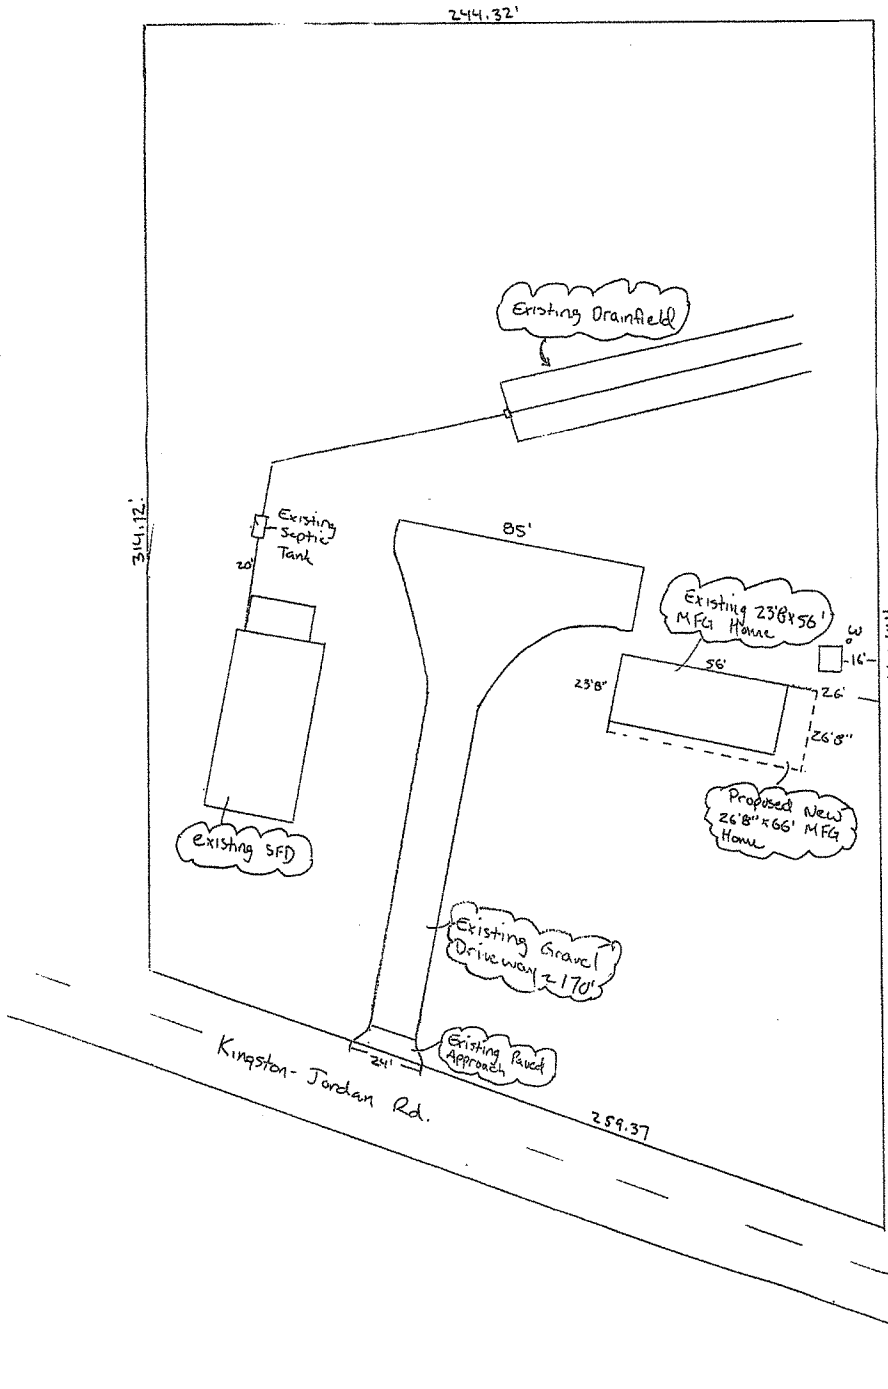 244.32'
Existing Drainfield
314.12'
Existing
Septic
Tank
20'
85'
Existing 23'8 x 56'
MFG Home
W
16'
56'
23'8"
26'
26'8"
Proposed New
26'8" x 66' MFG
Home
existing SFD
Existing Gravel
Driveway ~ 170'
Existing Paved
Approach
24'
Kingston-Jordan Rd.
259.37